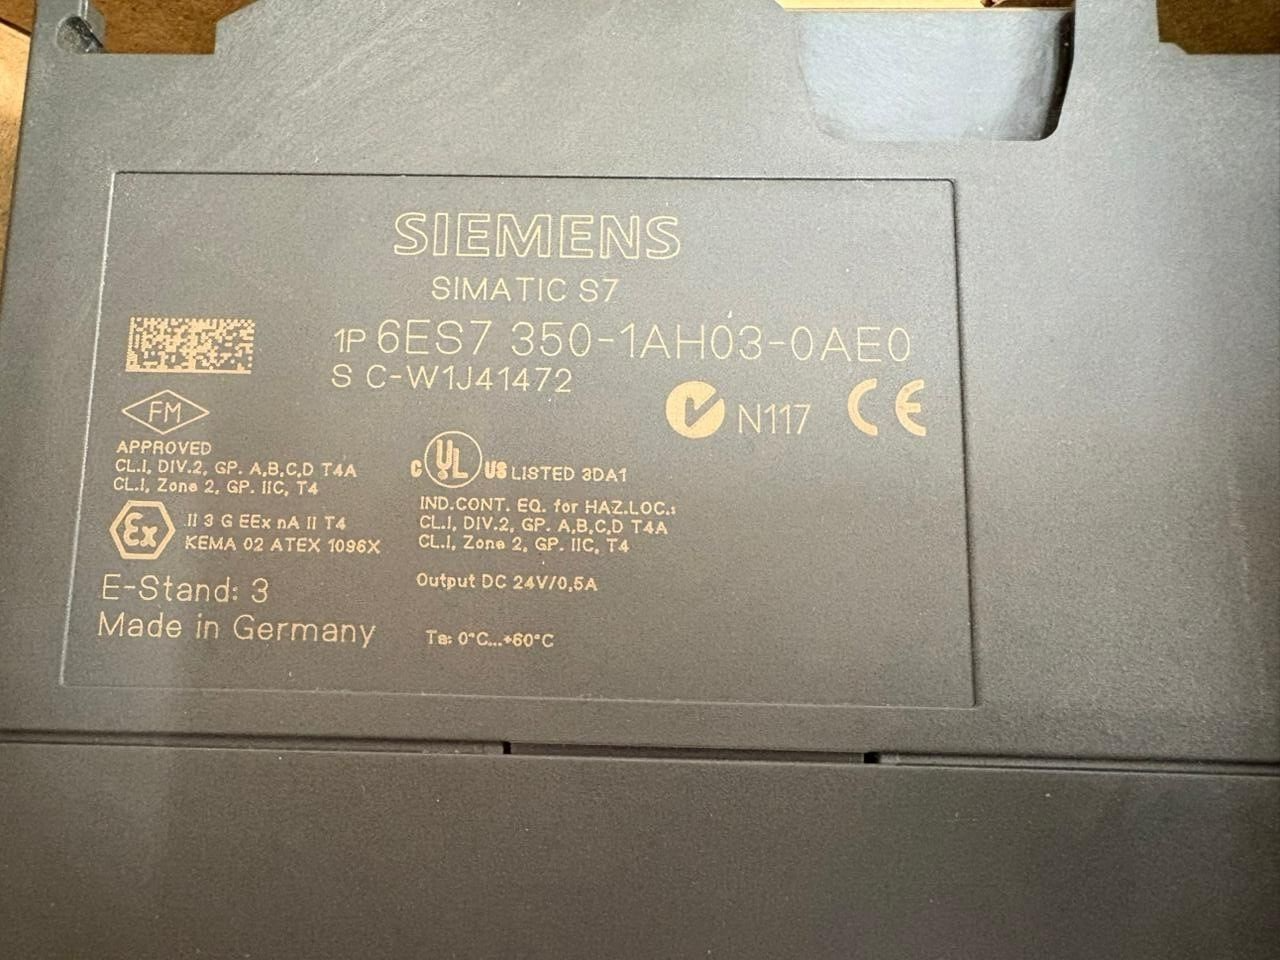 SIEMENS
SIMATIC S7
1P 6ES7 350-1AH03-0AE0
S C-W1J41472
N117 CE
FM
APPROVED
CL.I, DIV.2, GP. A,B,C,D T4A
CL.I, Zone 2, GP. IIC, T4
C UL US LISTED 3DA1
IND.CONT. EQ. for HAZ.LOC.:
CL.I, DIV.2, GP. A,B,C,D T4A
CL.I, Zone 2, GP. IIC, T4
Ex II 3 G EEx nA II T4
KEMA 02 ATEX 1096X
Output DC 24V/0,5A
E-Stand: 3
Made in Germany
Ta: 0°C...+60°C